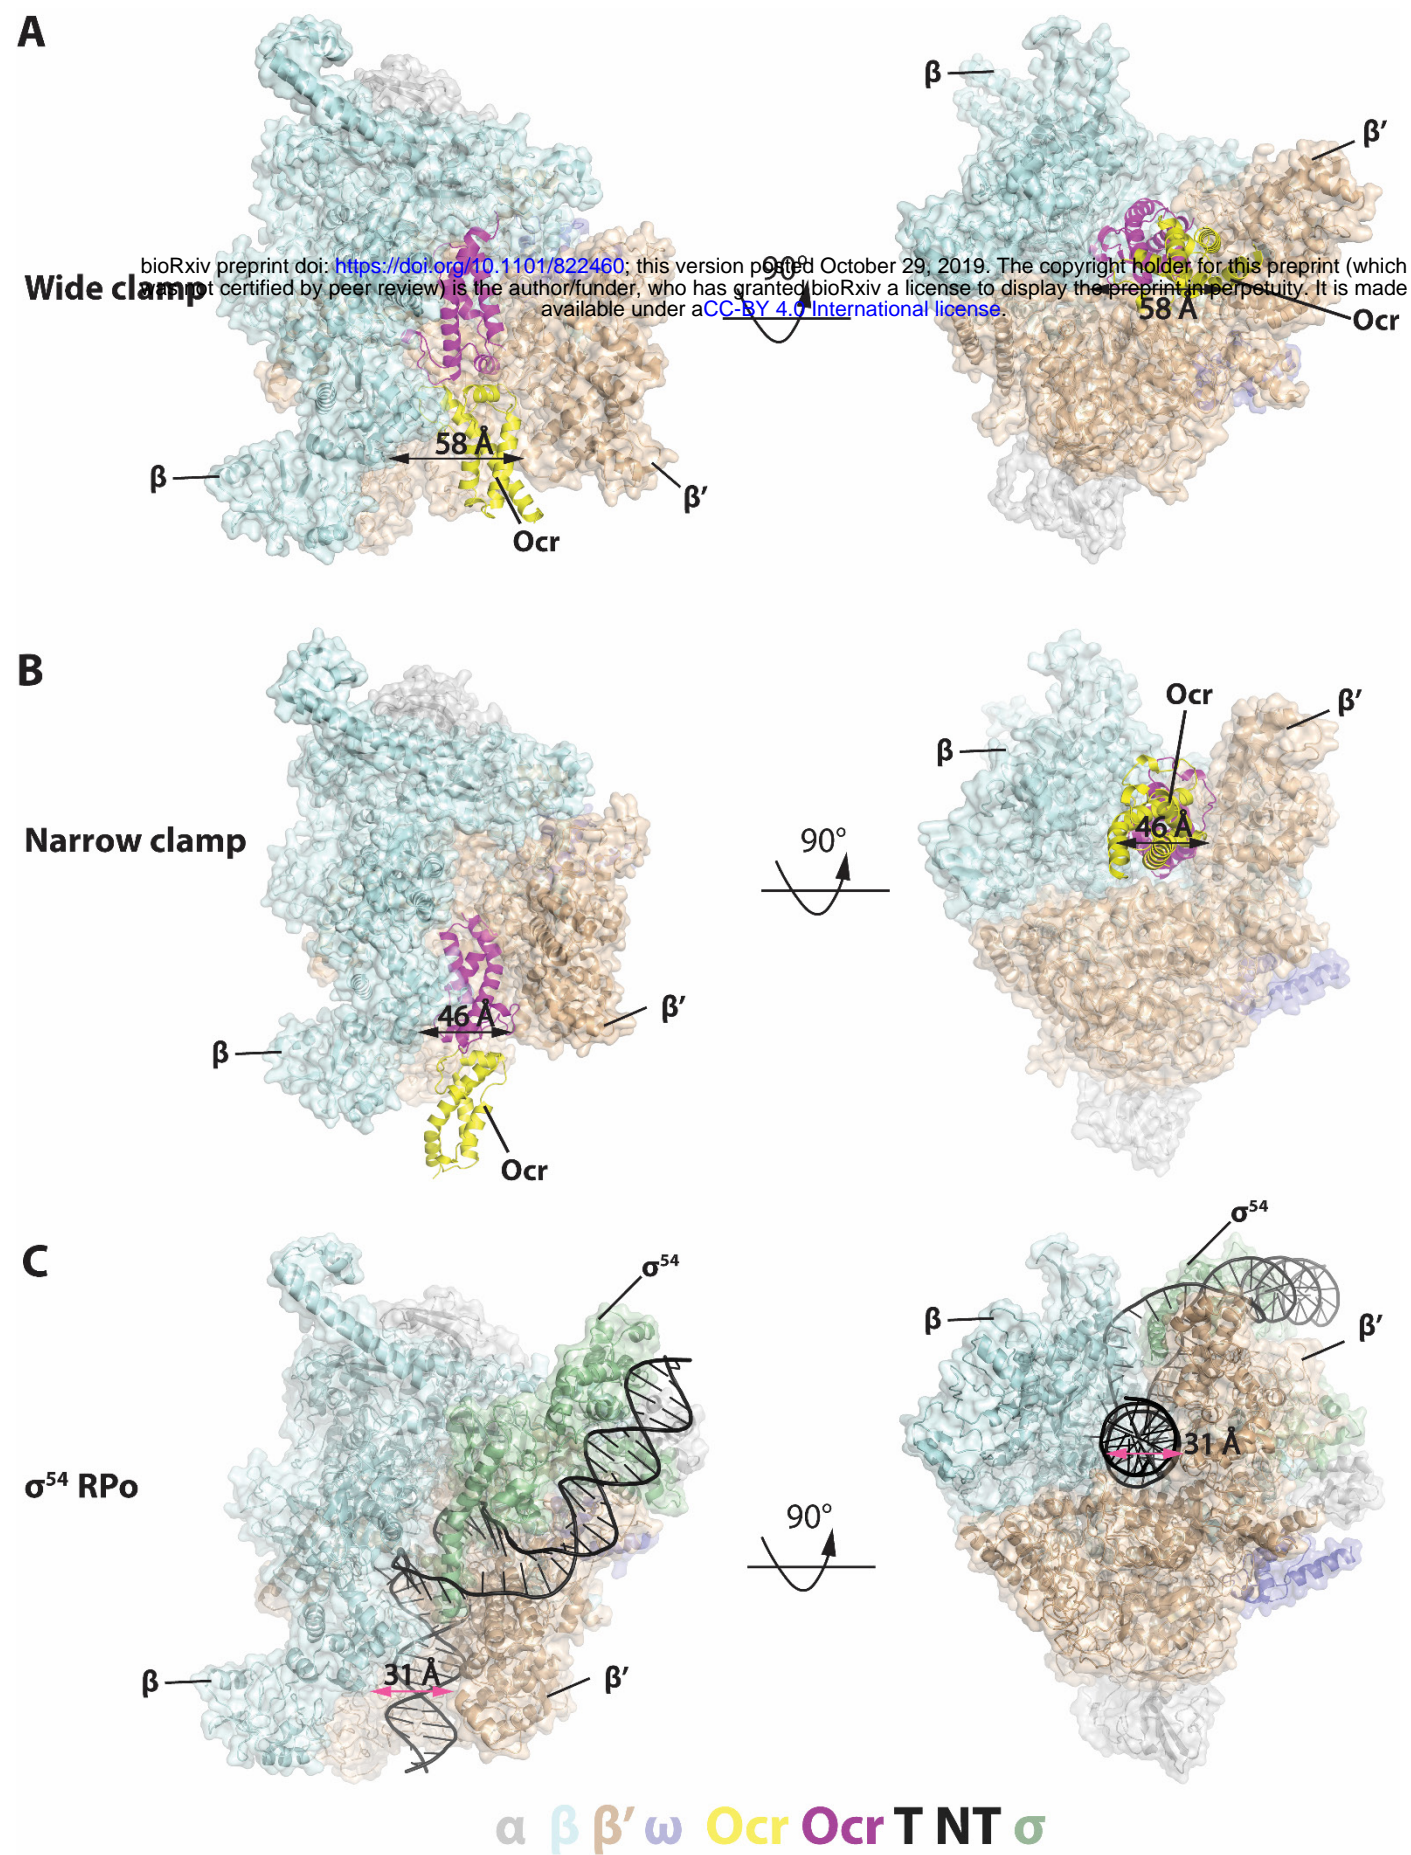 A
β
β’
bioRxiv preprint doi: https://doi.org/10.1101/822460; this version posted October 29, 2019. The copyright holder for this preprint (which
was not certified by peer review) is the author/funder, who has granted bioRxiv a license to display the preprint in perpetuity. It is made
available under aCC-BY 4.0 International license.
Wide clamp
90°
58 Å
Ocr
58 Å
β
β’
Ocr
B
Ocr
β’
β
Narrow clamp
90°
46 Å
46 Å
β’
β
Ocr
C
σ⁵⁴
σ⁵⁴
β
β’
31 Å
σ⁵⁴ RPo
90°
31 Å
β
β’
α β β’ ω Ocr Ocr T NT σ